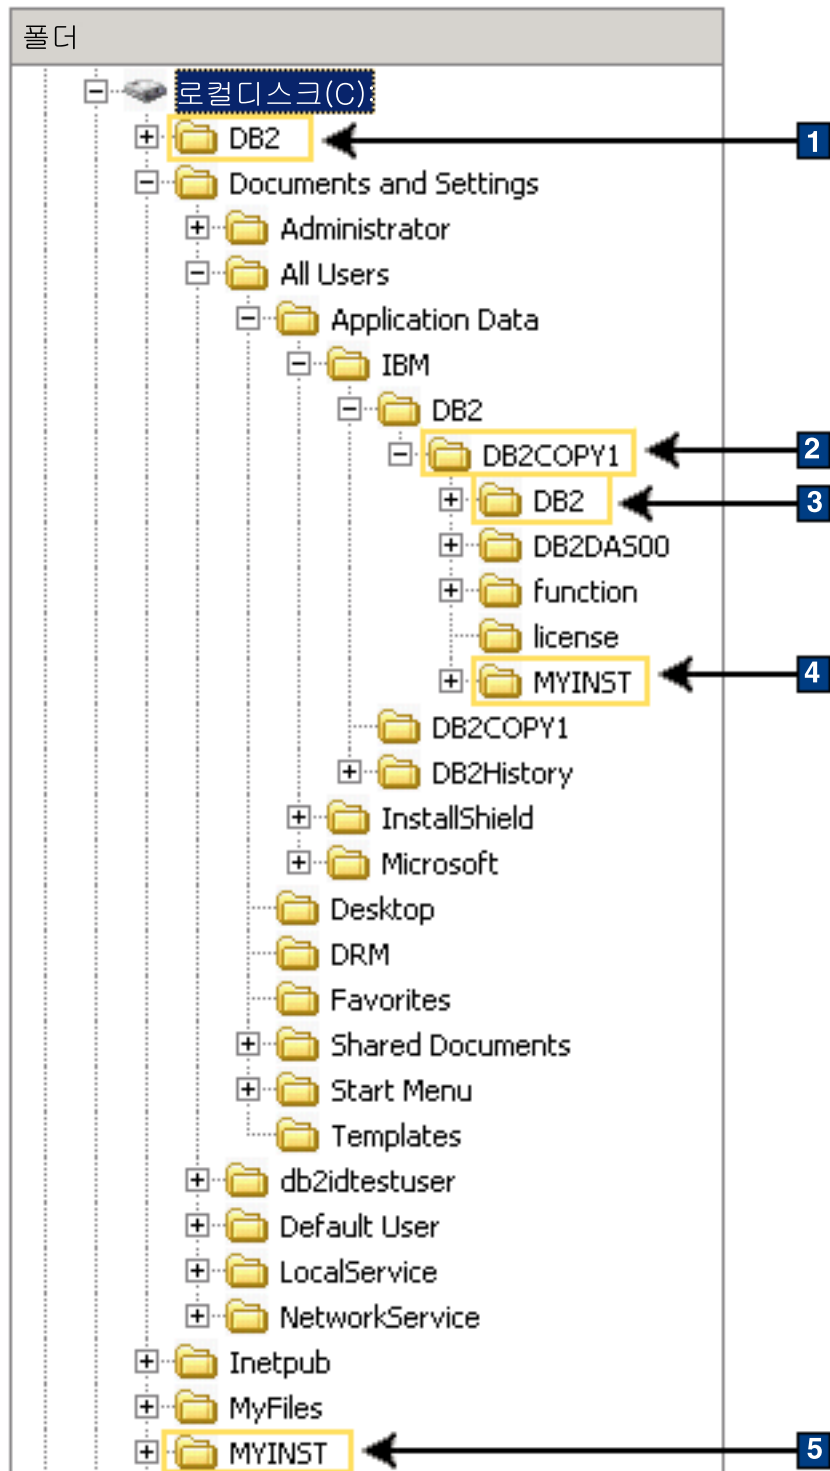 폴더
로컬디스크(C):
DB2
1
Documents and Settings
Administrator
All Users
Application Data
IBM
DB2
DB2COPY1
2
DB2
3
DB2DAS00
function
license
MYINST
4
DB2COPY1
DB2History
InstallShield
Microsoft
Desktop
DRM
Favorites
Shared Documents
Start Menu
Templates
db2idtestuser
Default User
LocalService
NetworkService
Inetpub
MyFiles
MYINST
5